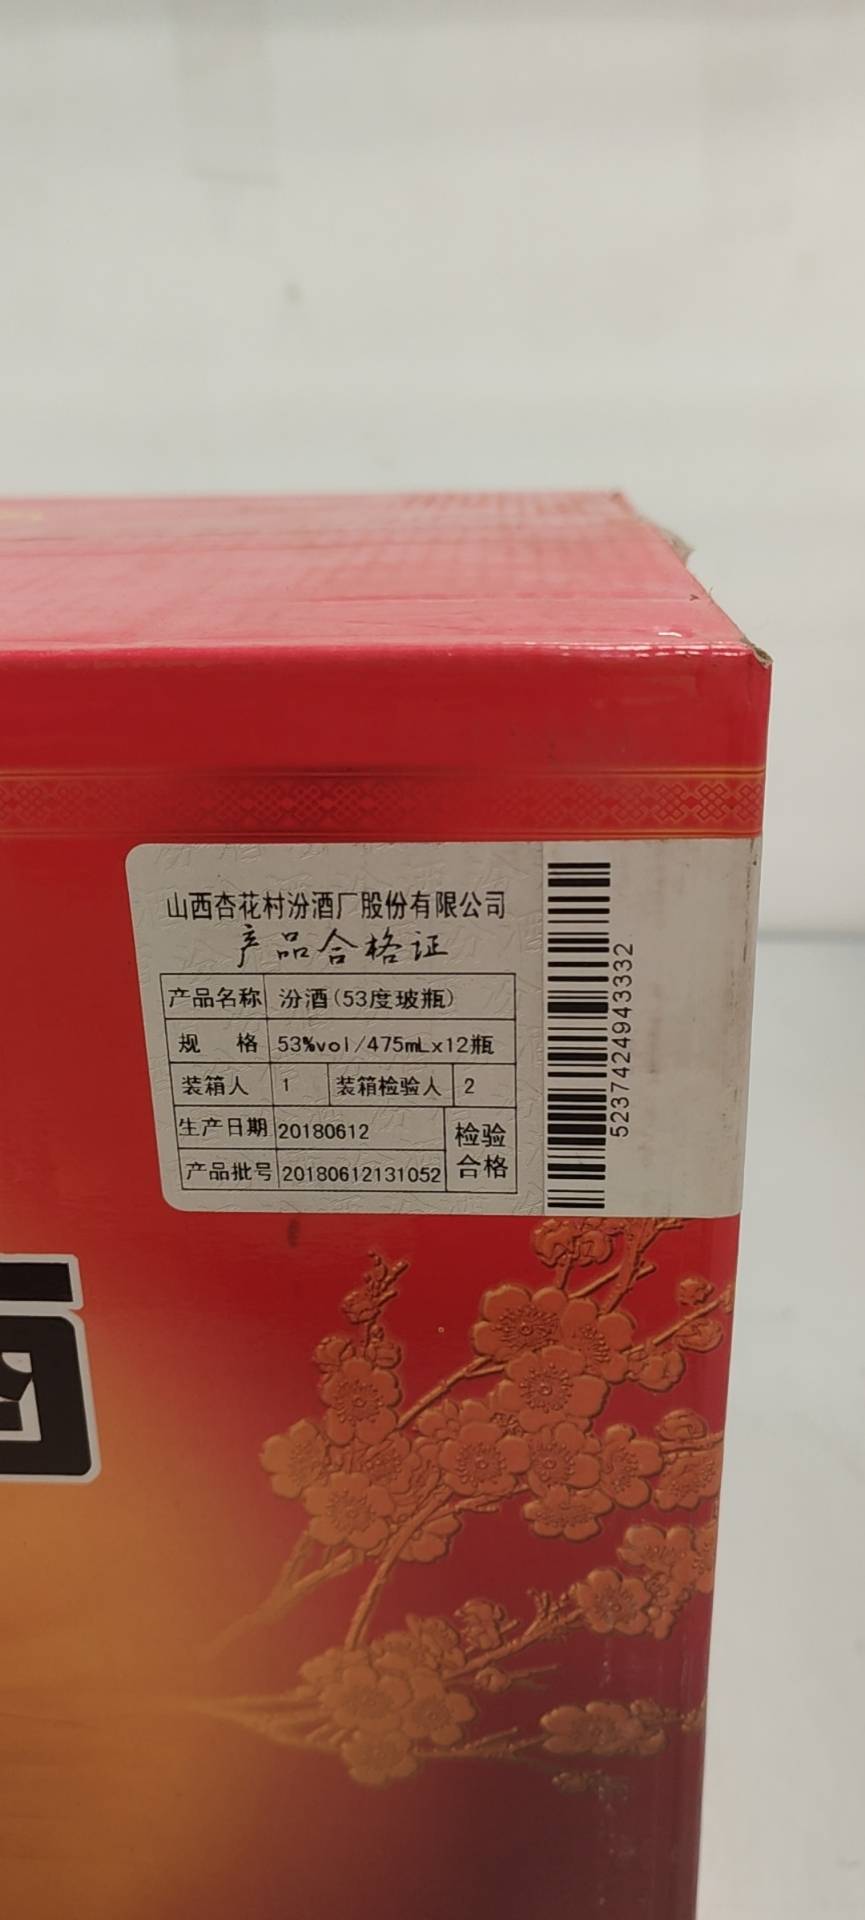 山西杏花村汾酒厂股份有限公司
产品合格证
产品名称 汾酒(53度玻瓶)
规 格 53%vol/475mLx12瓶
装箱人 1 装箱检验人 2
生产日期 20180612 检验
产品批号 20180612131052 合格
5237424943332